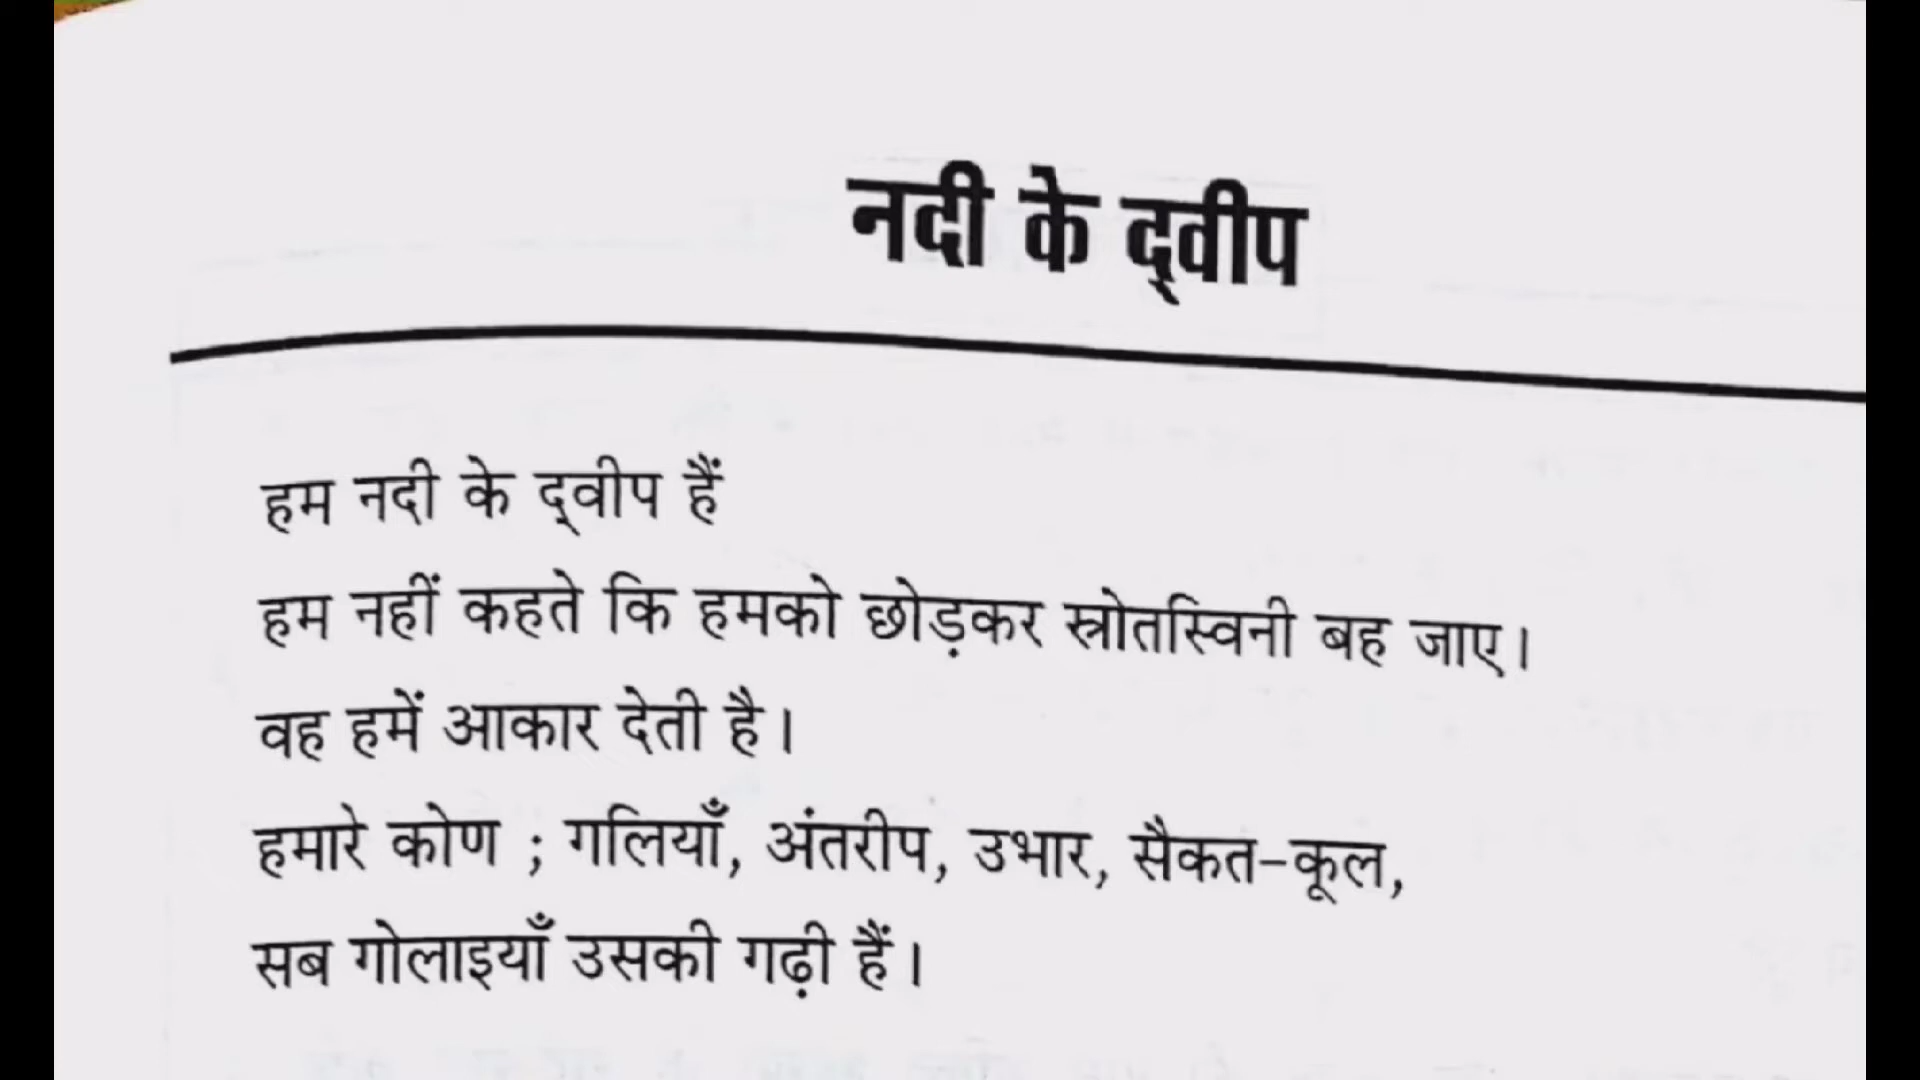 नदी के द्‌वीप
हम नदी के द्‌वीप हैं
हम नहीं कहते कि हमको छोड़कर स्रोतस्विनी बह जाए।
वह हमें आकार देती है।
हमारे कोण ; गलियाँ, अंतरीप, उभार, सैकत-कूल,
सब गोलाइयाँ उसकी गढ़ी हैं।